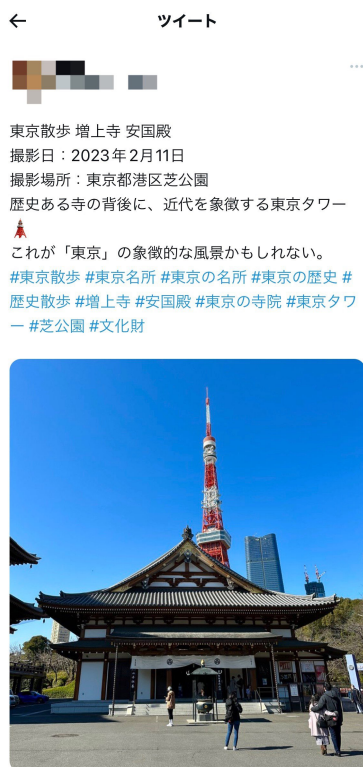 ツイート
東京散歩 増上寺 安国殿
撮影日：2023年2月11日
撮影場所：東京都港区芝公園
歴史ある寺の背後に、近代を象徴する東京タワー
🗼
これが「東京」の象徴的な風景かもしれない。
#東京散歩 #東京名所 #東京の名所 #東京の歴史 #
歴史散歩 #増上寺 #安国殿 #東京の寺院 #東京タワ
ー #芝公園 #文化財